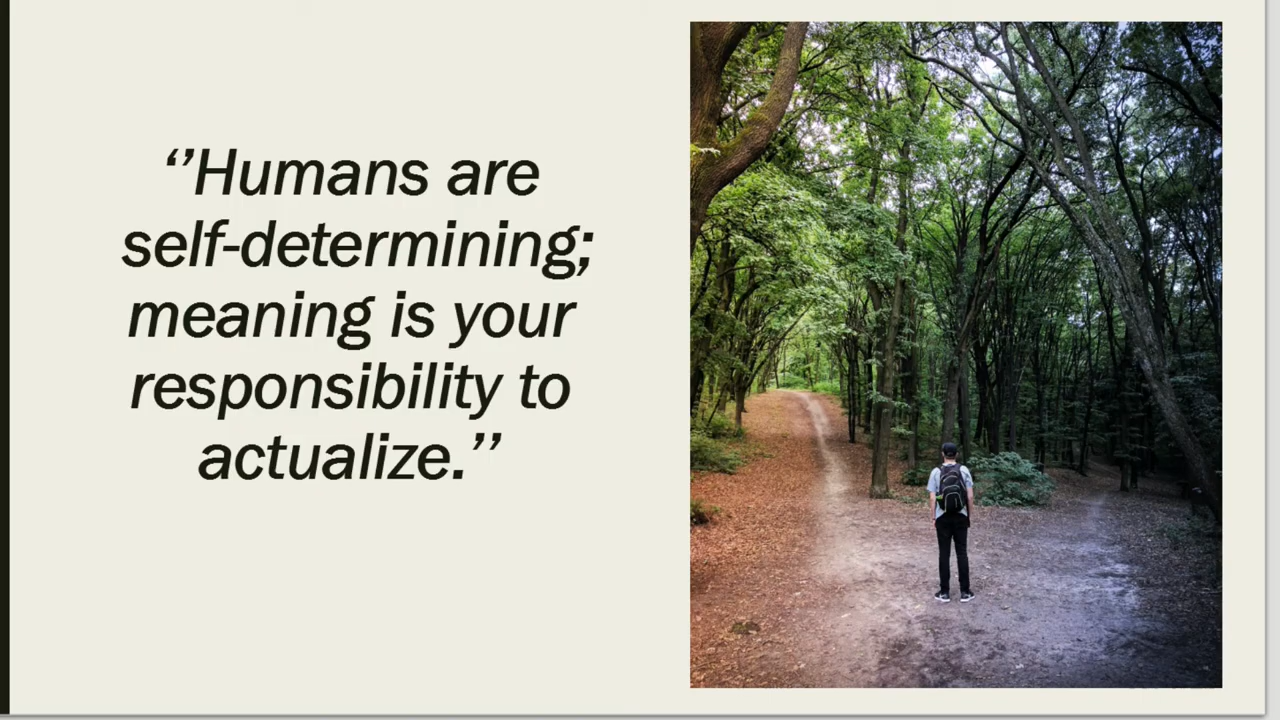 ‘’Humans are
self-determining;
meaning is your
responsibility to
actualize.’’